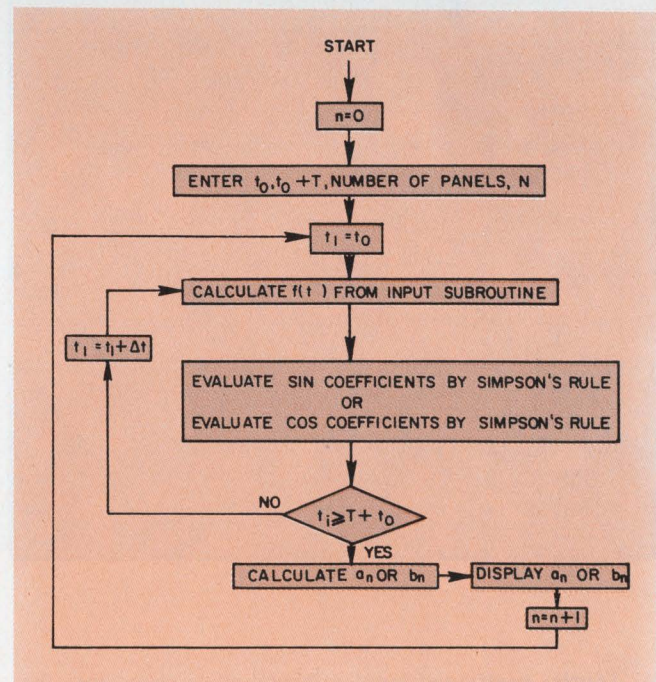 START
n=0
ENTER t₀,t₀ +T,NUMBER OF PANELS, N
t₁ = t₀
CALCULATE f(t ) FROM INPUT SUBROUTINE
t₁ = t₁+ Δt
EVALUATE SIN COEFFICIENTS BY SIMPSON'S RULE
OR
EVALUATE COS COEFFICIENTS BY SIMPSON'S RULE
NO
tᵢ ⩾ T + t₀
YES
CALCULATE aₙ OR bₙ
DISPLAY aₙ OR bₙ
n=n+1